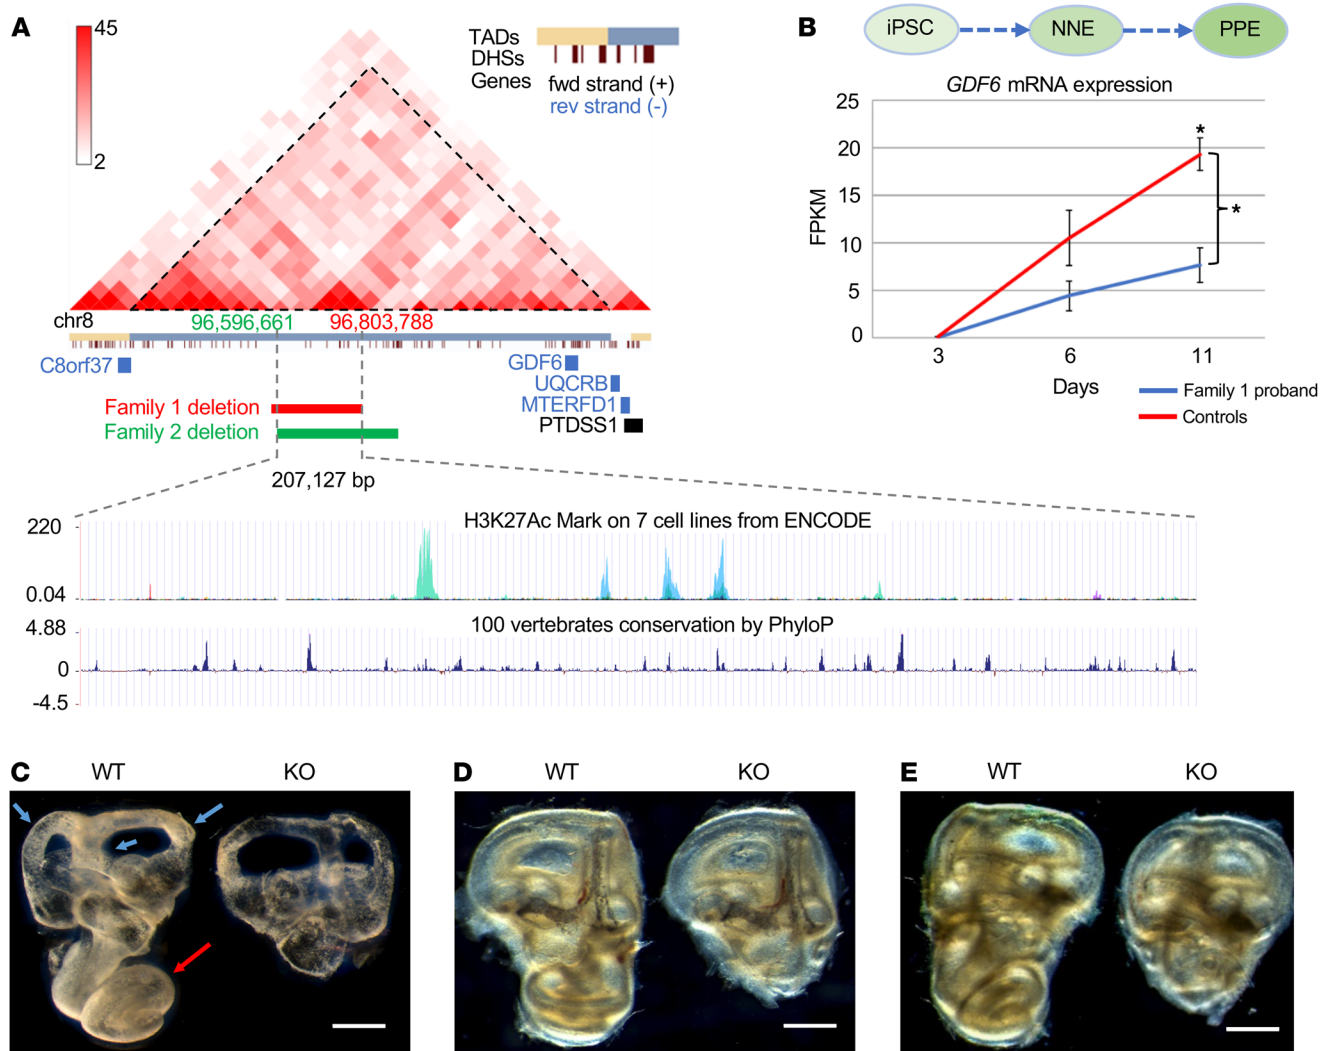 A
45
2
TADs
DHSs
Genes
fwd strand (+)
rev strand (-)
chr8
96,596,661
96,803,788
C8orf37
GDF6
UQCRB
MTERFD1
PTDSS1
Family 1 deletion
Family 2 deletion
207,127 bp
220
0.04
H3K27Ac Mark on 7 cell lines from ENCODE
4.88
0
-4.5
100 vertebrates conservation by PhyloP
B
iPSC
NNE
PPE
GDF6 mRNA expression
FPKM
25
20
15
10
5
0
*
*
3
6
11
Days
Family 1 proband
Controls
C
WT
KO
D
WT
KO
E
WT
KO